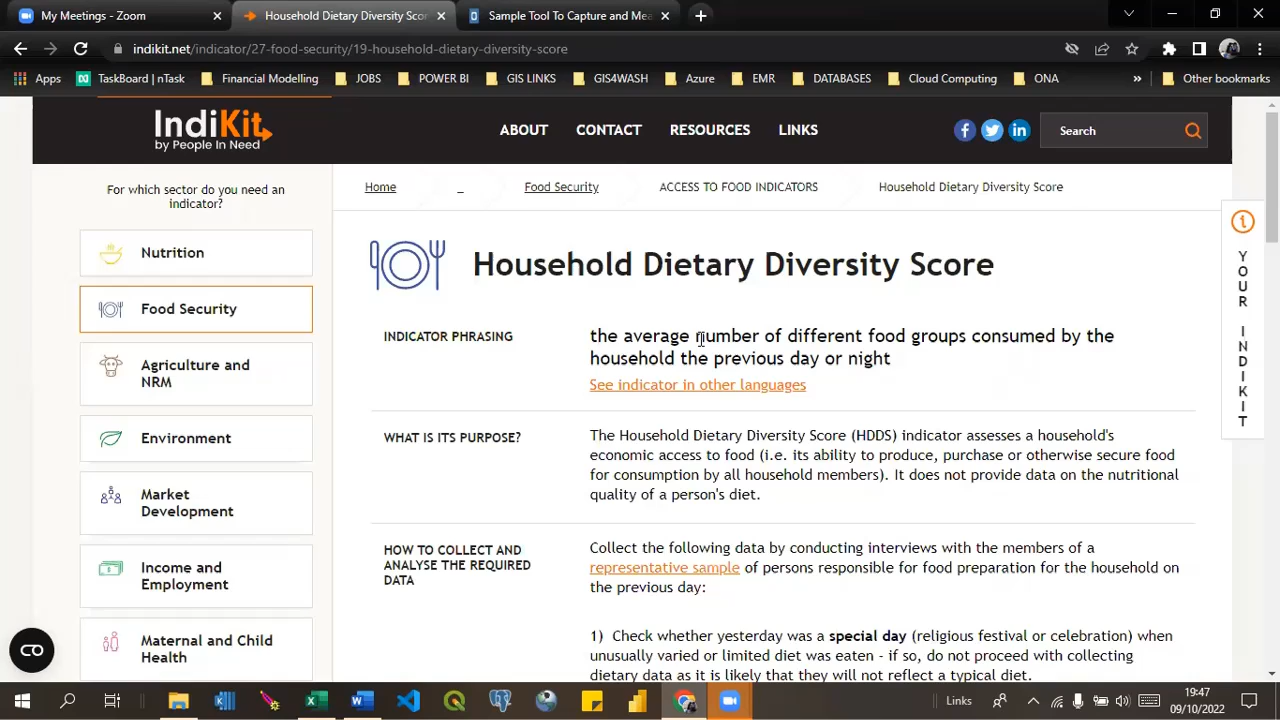 My Meetings - Zoom
Household Dietary Diversity Sco
Sample Tool To Capture and Mea
indikit.net/indicator/27-food-security/19-household-dietary-diversity-score
Apps
TaskBoard | nTask
Financial Modelling
JOBS
POWER BI
GIS LINKS
GIS4WASH
Azure
EMR
DATABASES
Cloud Computing
ONA
»
Other bookmarks
IndiKit
by People In Need
ABOUT
CONTACT
RESOURCES
LINKS
Search
For which sector do you need an
indicator?
Nutrition
Food Security
Agriculture and
NRM
Environment
Market
Development
Income and
Employment
Maternal and Child
Health
Home
_
Food Security
ACCESS TO FOOD INDICATORS
Household Dietary Diversity Score
Household Dietary Diversity Score
INDICATOR PHRASING
the average number of different food groups consumed by the
household the previous day or night
See indicator in other languages
WHAT IS ITS PURPOSE?
The Household Dietary Diversity Score (HDDS) indicator assesses a household's
economic access to food (i.e. its ability to produce, purchase or otherwise secure food
for consumption by all household members). It does not provide data on the nutritional
quality of a person's diet.
HOW TO COLLECT AND
ANALYSE THE REQUIRED
DATA
Collect the following data by conducting interviews with the members of a
representative sample of persons responsible for food preparation for the household on
the previous day:
1) Check whether yesterday was a special day (religious festival or celebration) when
unusually varied or limited diet was eaten - if so, do not proceed with collecting
dietary data as it is likely that they will not reflect a typical diet.
YOUR INDIKIT
Links
19:47
09/10/2022